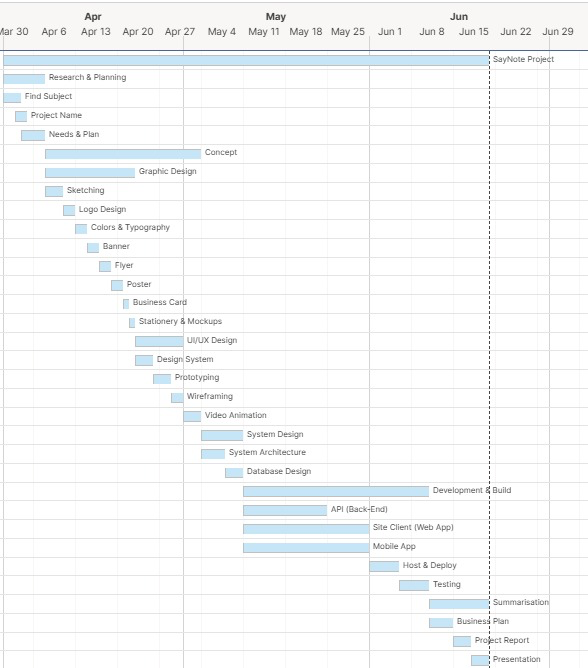 Apr May Jun
Mar 30 Apr 6 Apr 13 Apr 20 Apr 27 May 4 May 11 May 18 May 25 Jun 1 Jun 8 Jun 15 Jun 22 Jun 29
SayNote Project
Research & Planning
Find Subject
Project Name
Needs & Plan
Concept
Graphic Design
Sketching
Logo Design
Colors & Typography
Banner
Flyer
Poster
Business Card
Stationery & Mockups
UI/UX Design
Design System
Prototyping
Wireframing
Video Animation
System Design
System Architecture
Database Design
Development & Build
API (Back-End)
Site Client (Web App)
Mobile App
Host & Deploy
Testing
Summarisation
Business Plan
Project Report
Presentation